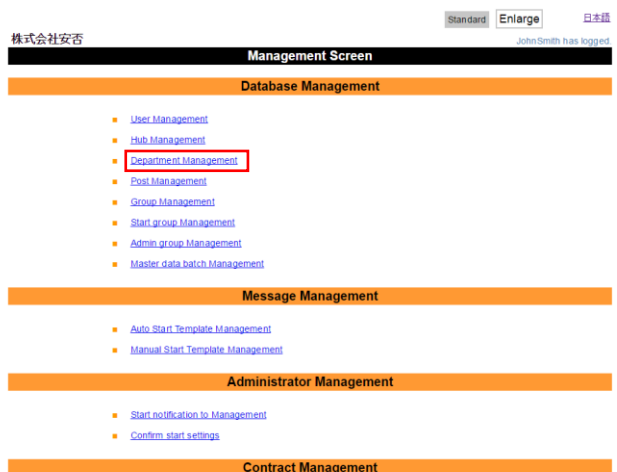 Standard Enlarge 日本語
株式会社安否
JohnSmith has logged.
Management Screen
Database Management
User Management
Hub Management
Department Management
Post Management
Group Management
Start group Management
Admin group Management
Master data batch Management
Message Management
Auto Start Template Management
Manual Start Template Management
Administrator Management
Start notification to Management
Confirm start settings
Contract Management